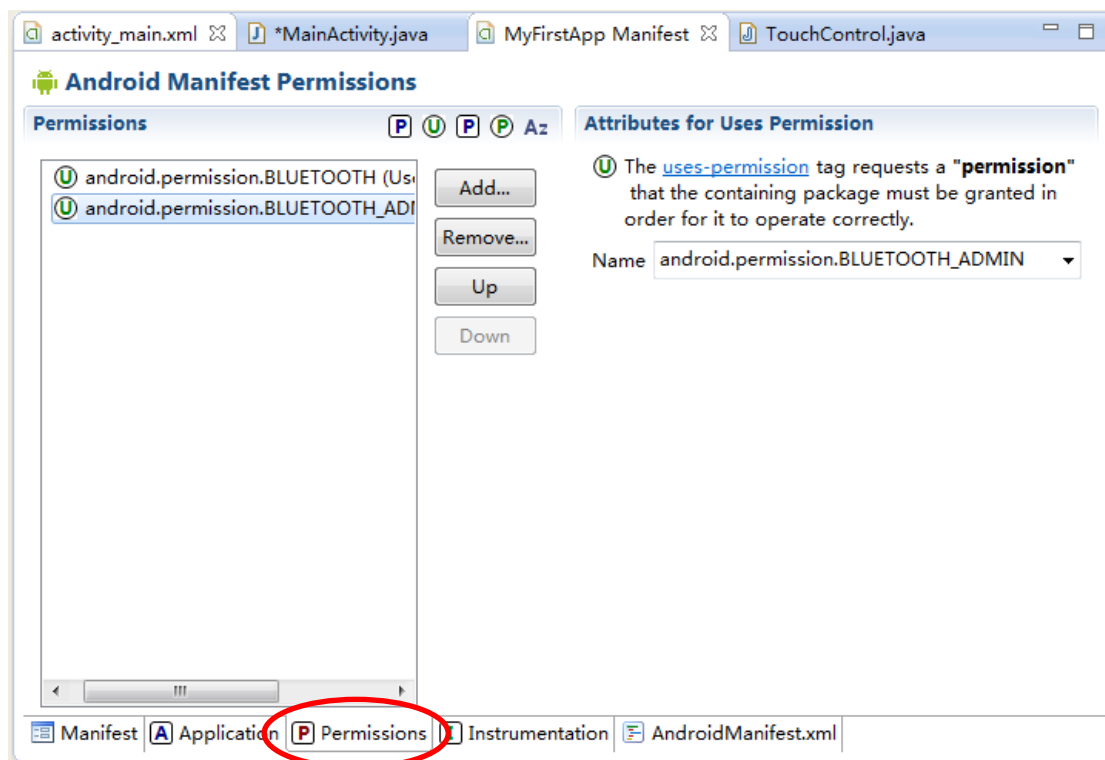 activity_main.xml *MainActivity.java MyFirstApp Manifest TouchControl.java
Android Manifest Permissions
Permissions P U P P Az
Attributes for Uses Permission
U android.permission.BLUETOOTH (Use
U android.permission.BLUETOOTH_ADM
Add...
Remove...
Up
Down
U The uses-permission tag requests a "permission"
that the containing package must be granted in
order for it to operate correctly.
Name android.permission.BLUETOOTH_ADMIN
Manifest A Application P Permissions I Instrumentation AndroidManifest.xml